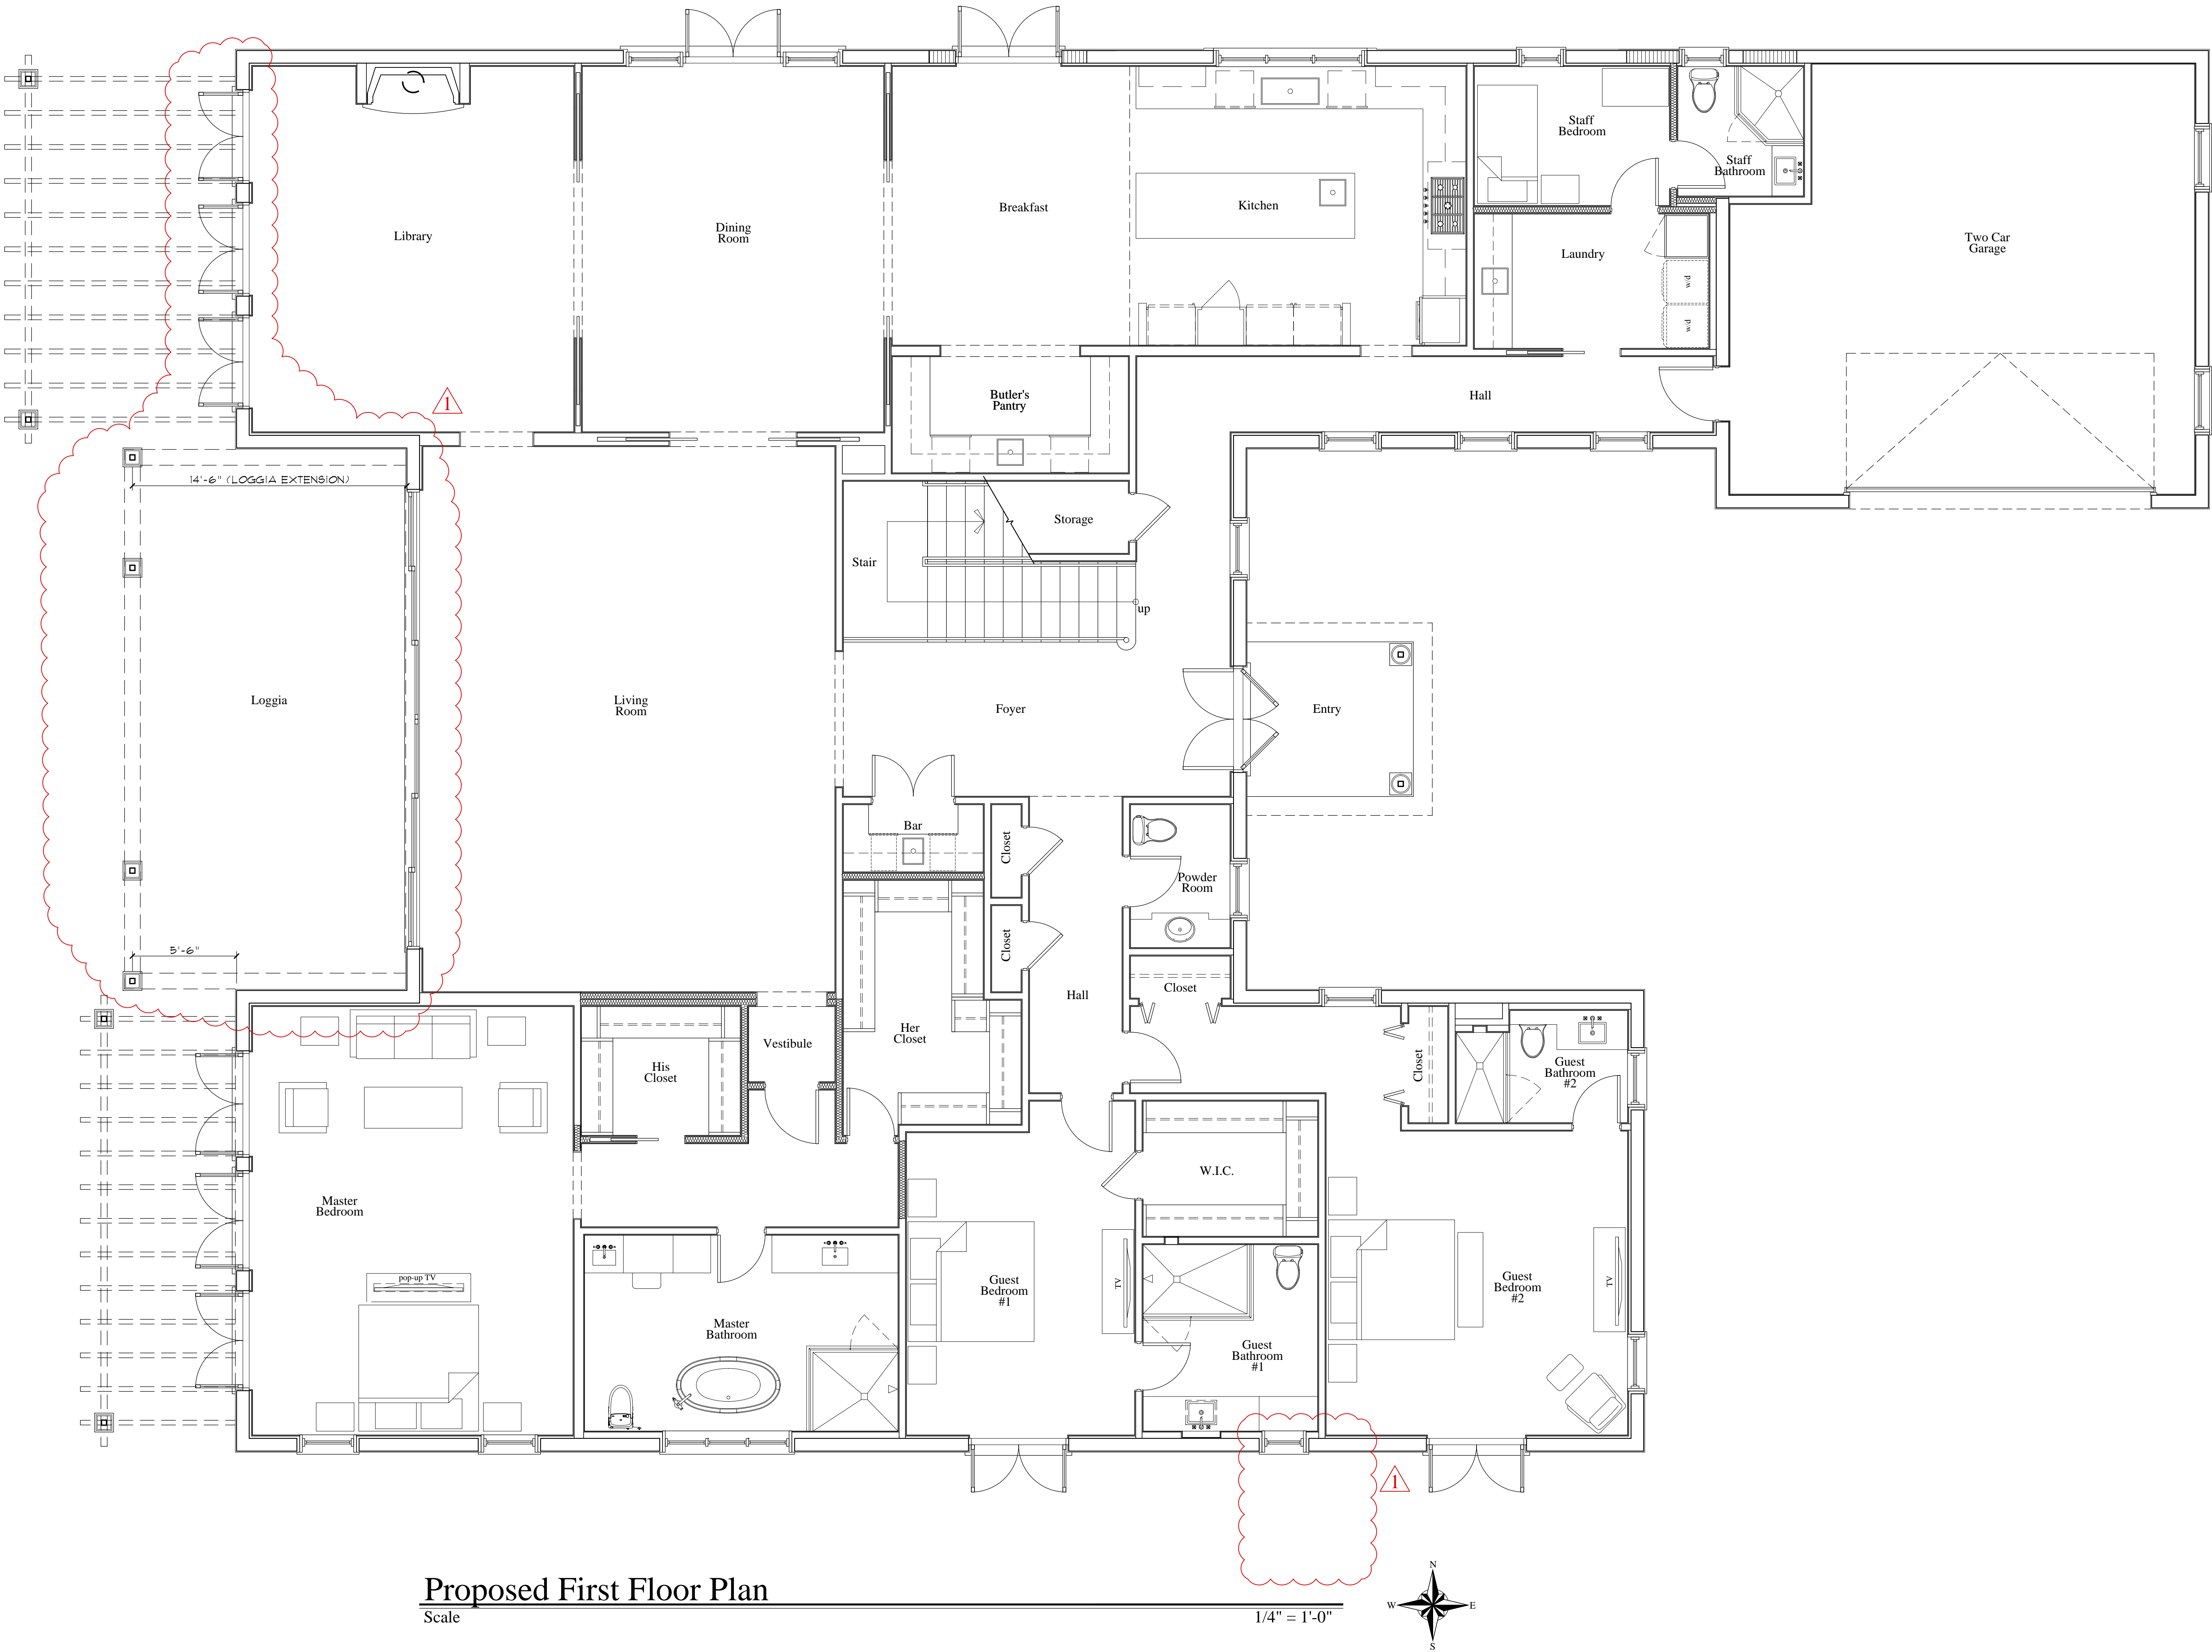 Staff
Bedroom
Staff
Bathroom
Library
Dining
Room
Breakfast
Kitchen
Laundry
w/d
w/d
Two Car
Garage
1
Butler's
Pantry
Hall
14'-6" (LOGGIA EXTENSION)
Storage
Stair
up
Loggia
Living
Room
Foyer
Entry
Bar
Closet
Powder
Room
5'-6"
Closet
Closet
Hall
Her
Closet
Vestibule
His
Closet
Closet
Guest
Bathroom
#2
W.I.C.
Master
Bedroom
pop-up TV
Master
Bathroom
Guest
Bedroom
#1
TV
Guest
Bathroom
#1
Guest
Bedroom
#2
TV
1
Proposed First Floor Plan
Scale
1/4" = 1'-0"
N
W
E
S